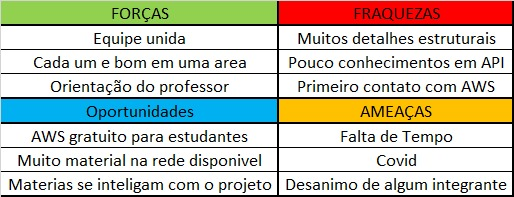 FORÇAS FRAQUEZAS
Equipe unida Muitos detalhes estruturais
Cada um e bom em uma area Pouco conhecimentos em API
Orientação do professor Primeiro contato com AWS
Oportunidades AMEAÇAS
AWS gratuito para estudantes Falta de Tempo
Muito material na rede disponivel Covid
Materias se inteligam com o projeto Desanimo de algum integrante